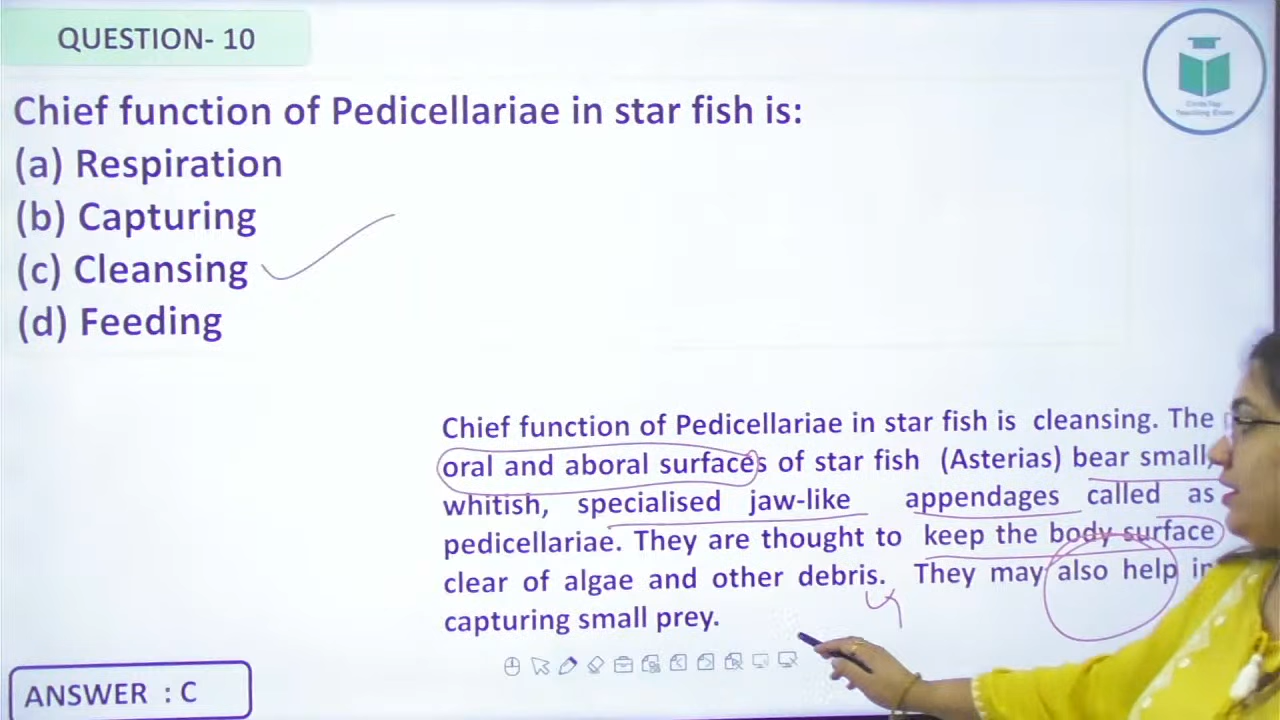 QUESTION- 10
Chief function of Pedicellariae in star fish is:
(a) Respiration
(b) Capturing
(c) Cleansing
(d) Feeding
Chief function of Pedicellariae in star fish is cleansing. The
oral and aboral surfaces of star fish (Asterias) bear small,
whitish, specialised jaw-like appendages called as
pedicellariae. They are thought to keep the body surface
clear of algae and other debris. They may also help in
capturing small prey.
ANSWER : C
Teaching Exam